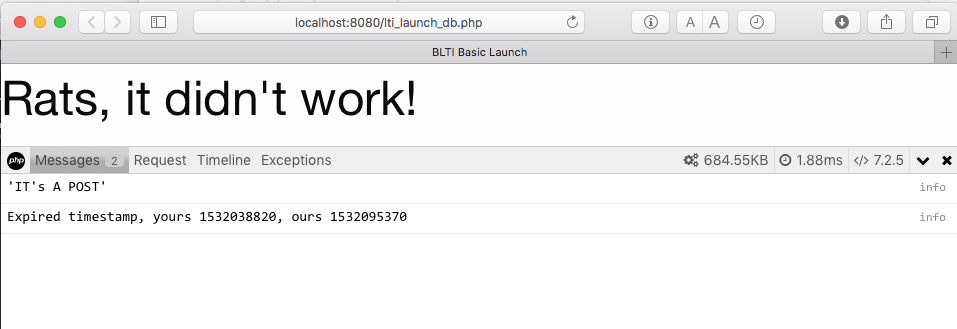 localhost:8080/lti_launch_db.php
A A
BLTI Basic Launch
Rats, it didn't work!
php Messages 2 Request Timeline Exceptions 684.55KB 1.88ms </> 7.2.5
'IT's A POST' info
Expired timestamp, yours 1532038820, ours 1532095370 info